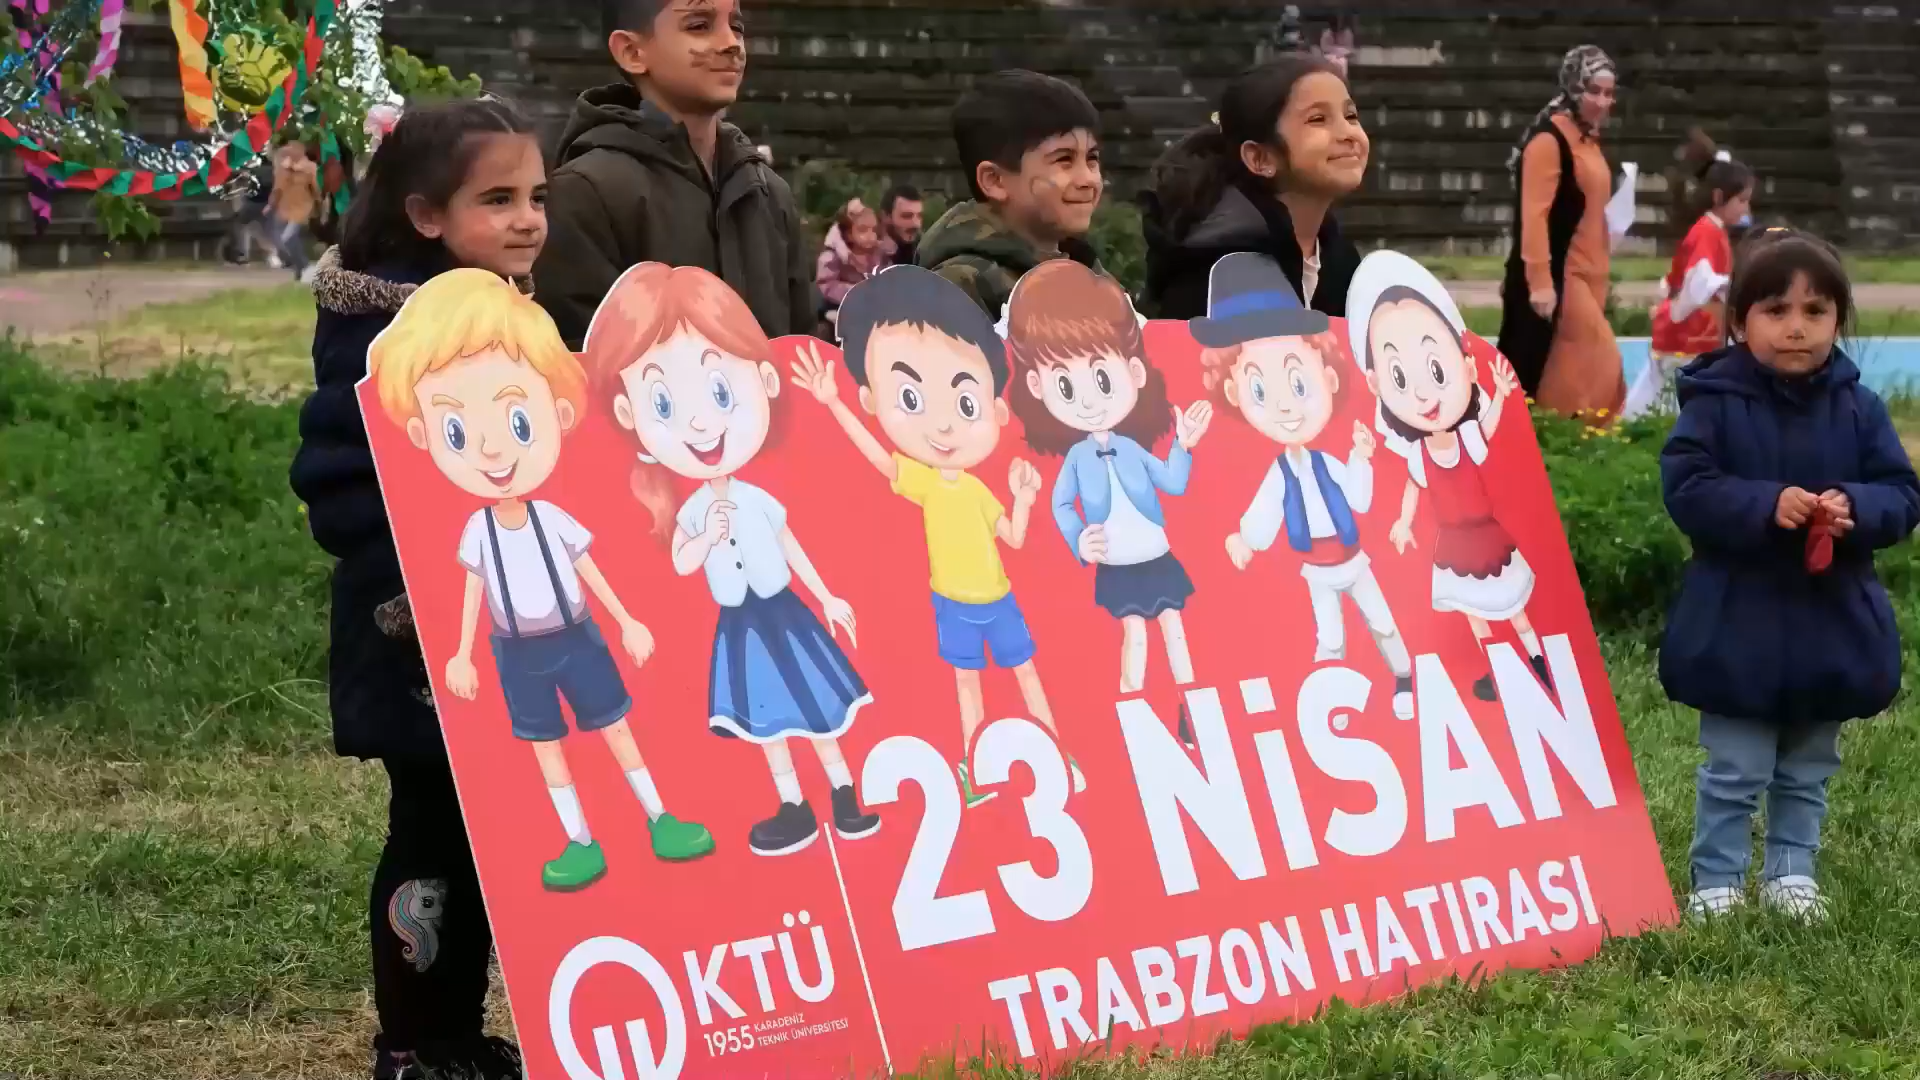 23 NiSAN
TRABZON HATIRASI
KTÜ
1955 KARADENİZ
TEKNİK ÜNİVERSİTESİ